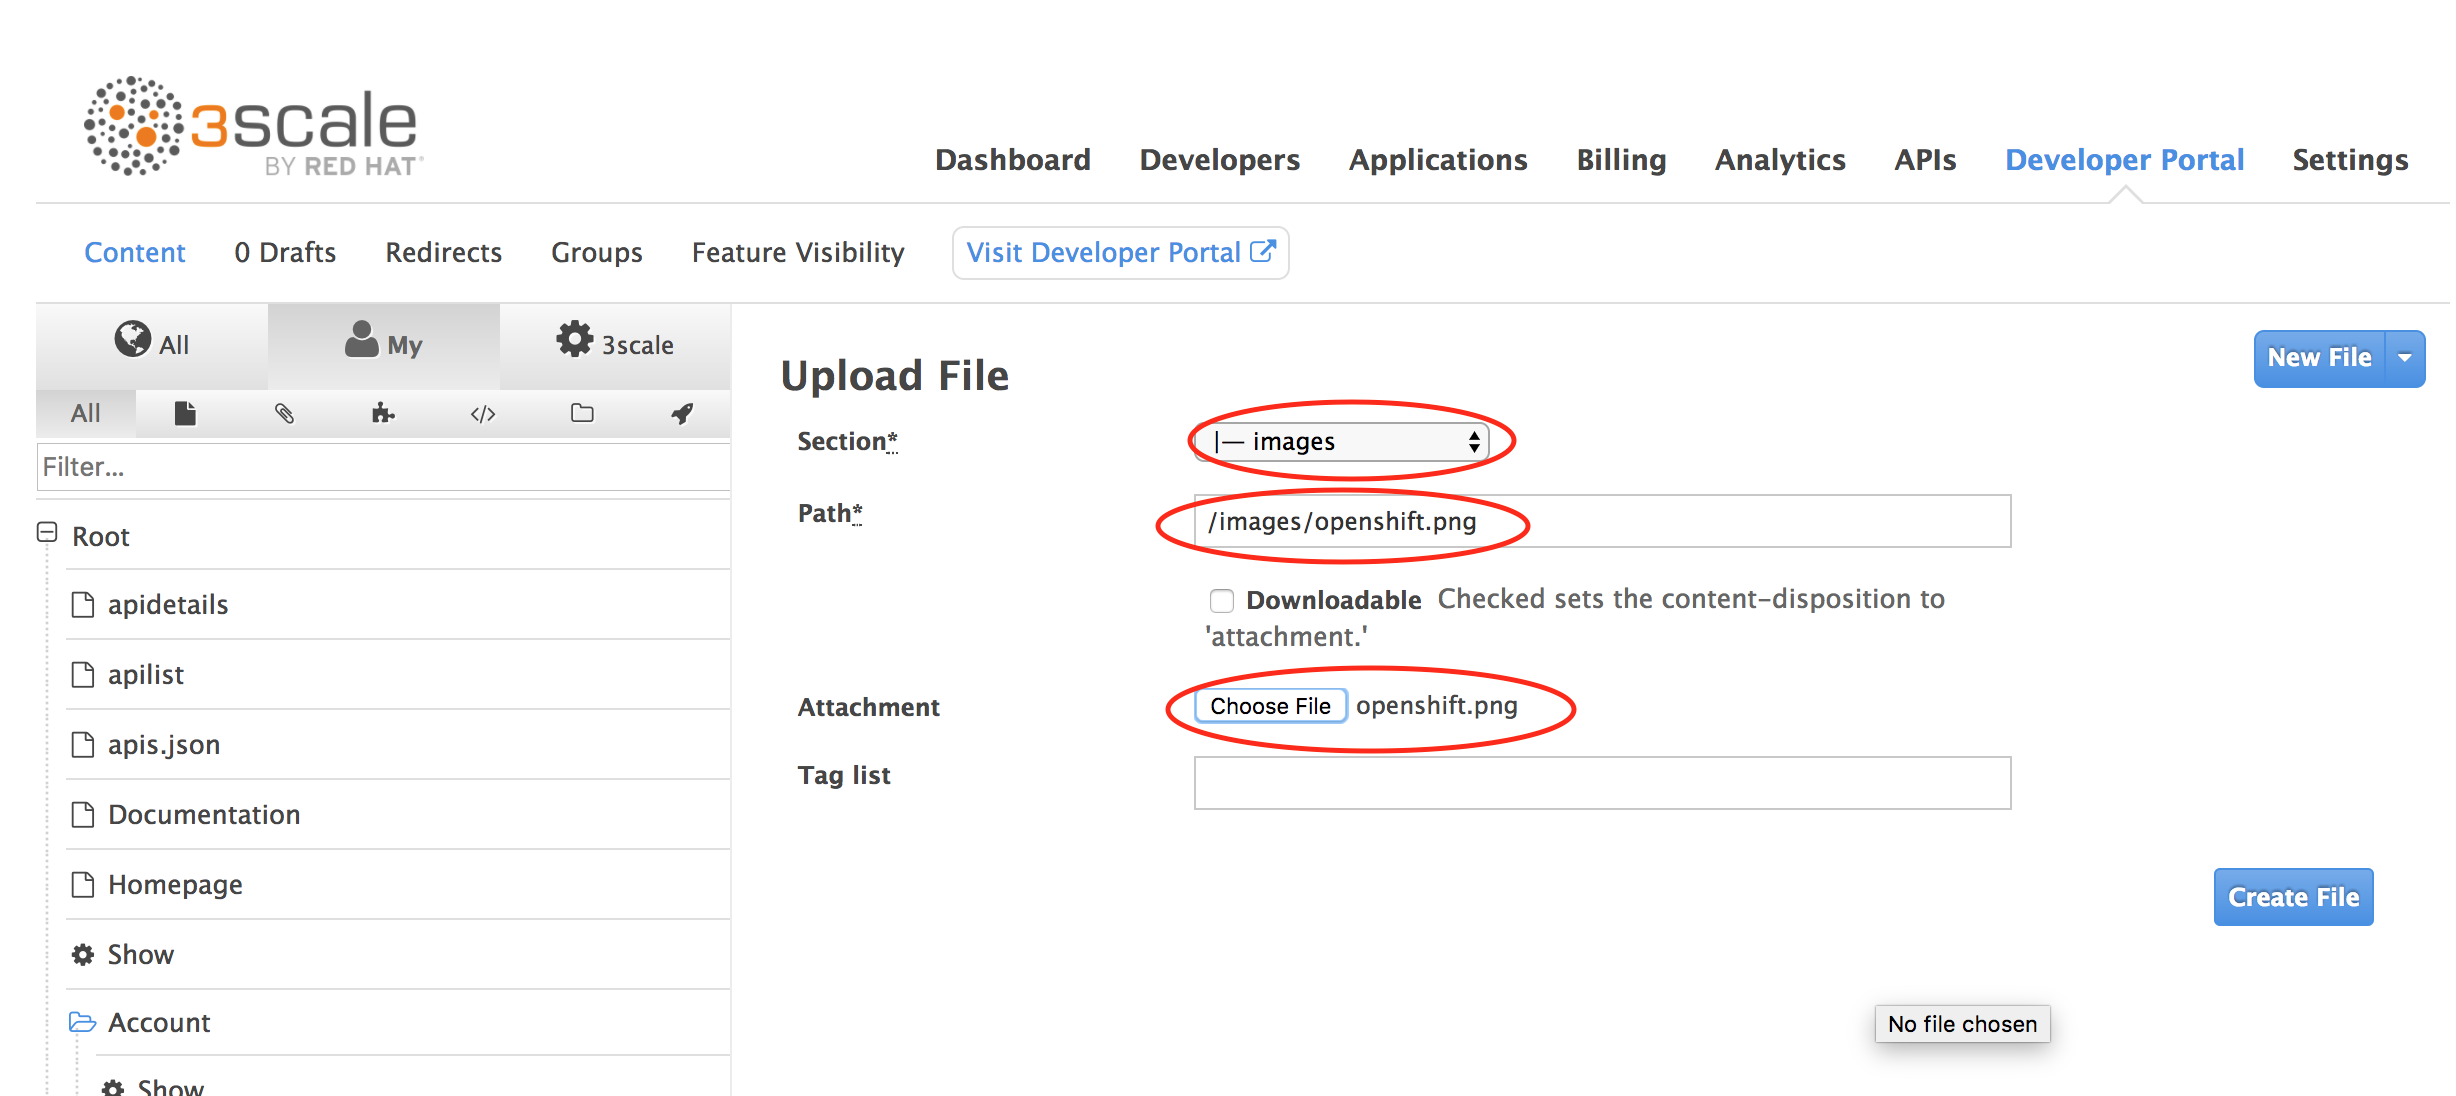 3scale
BY RED HAT
Dashboard Developers Applications Billing Analytics APIs Developer Portal Settings
Content 0 Drafts Redirects Groups Feature Visibility Visit Developer Portal
All My 3scale
All
Filter...
Root
apidetails
apilist
apis.json
Documentation
Homepage
Show
Account
Show
Upload File
New File
Section* |— images
Path* /images/openshift.png
Downloadable Checked sets the content-disposition to
'attachment.'
Attachment Choose File openshift.png
Tag list
Create File
No file chosen